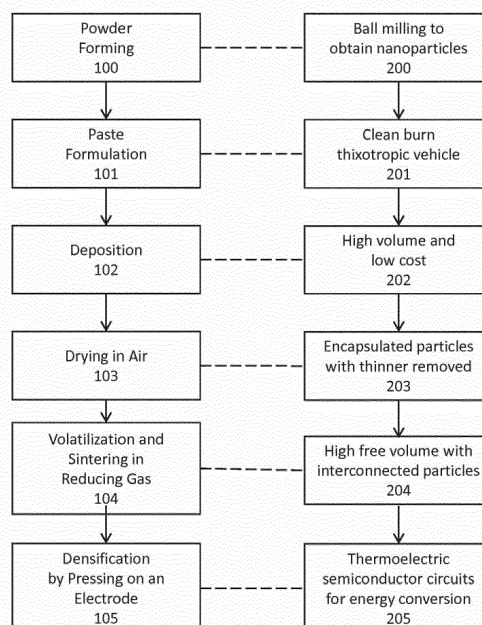 Powder
Forming
100
Ball milling to
obtain nanoparticles
200
Paste
Formulation
101
Clean burn
thixotropic vehicle
201
Deposition
102
High volume and
low cost
202
Drying in Air
103
Encapsulated particles
with thinner removed
203
Volatilization and
Sintering in
Reducing Gas
104
High free volume with
interconnected particles
204
Densification
by Pressing on an
Electrode
105
Thermoelectric
semiconductor circuits
for energy conversion
205